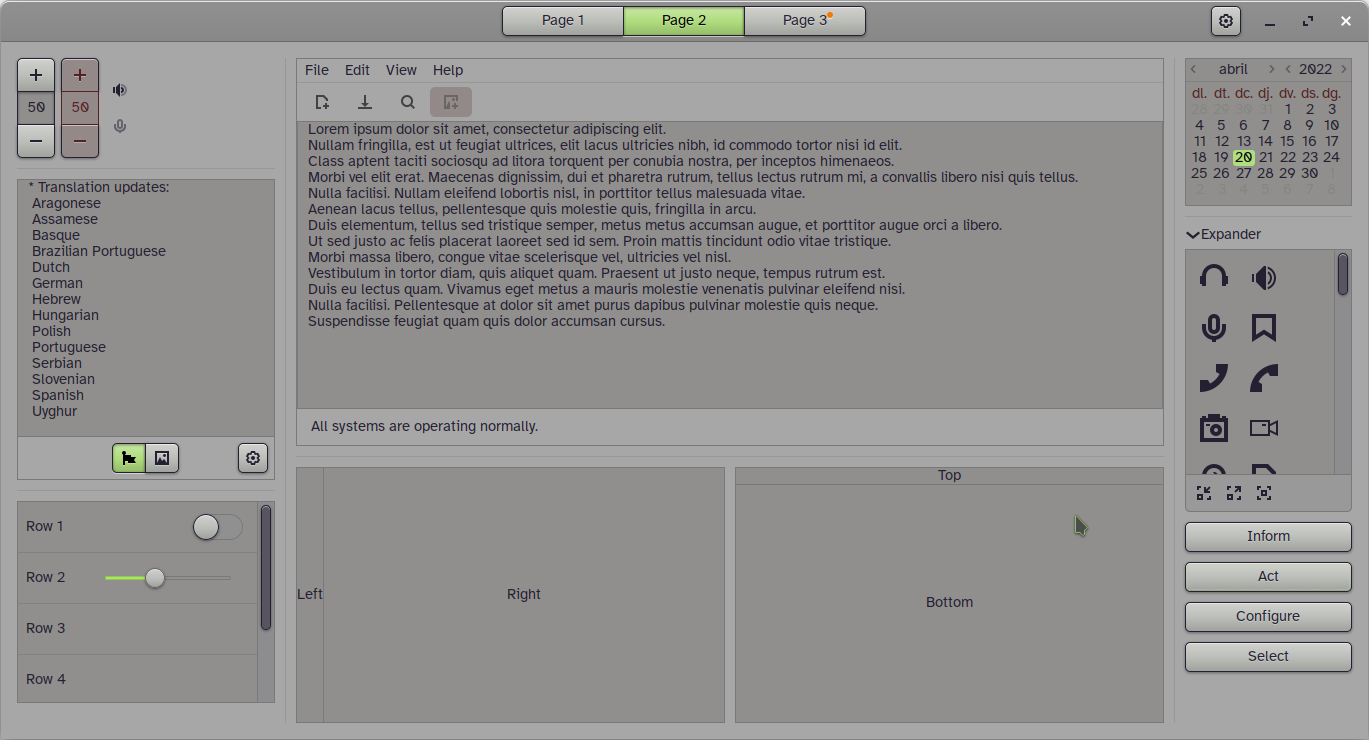 Page 1 Page 2 Page 3
+ +
50 50
− −
* Translation updates:
Aragonese
Assamese
Basque
Brazilian Portuguese
Dutch
German
Hebrew
Hungarian
Polish
Portuguese
Serbian
Slovenian
Spanish
Uyghur
Row 1
Row 2
Row 3
Row 4
File Edit View Help
Lorem ipsum dolor sit amet, consectetur adipiscing elit.
Nullam fringilla, est ut feugiat ultrices, elit lacus ultricies nibh, id commodo tortor nisi id elit.
Class aptent taciti sociosqu ad litora torquent per conubia nostra, per inceptos himenaeos.
Morbi vel elit erat. Maecenas dignissim, dui et pharetra rutrum, tellus lectus rutrum mi, a convallis libero nisi quis tellus.
Nulla facilisi. Nullam eleifend lobortis nisl, in porttitor tellus malesuada vitae.
Aenean lacus tellus, pellentesque quis molestie quis, fringilla in arcu.
Duis elementum, tellus sed tristique semper, metus metus accumsan augue, et porttitor augue orci a libero.
Ut sed justo ac felis placerat laoreet sed id sem. Proin mattis tincidunt odio vitae tristique.
Morbi massa libero, congue vitae scelerisque vel, ultricies vel nisl.
Vestibulum in tortor diam, quis aliquet quam. Praesent ut justo neque, tempus rutrum est.
Duis eu lectus quam. Vivamus eget metus a mauris molestie venenatis pulvinar eleifend nisi.
Nulla facilisi. Pellentesque at dolor sit amet purus dapibus pulvinar molestie quis neque.
Suspendisse feugiat quam quis dolor accumsan cursus.
All systems are operating normally.
Left Right
Top
Bottom
abril 2022
dl. dt. dc. dj. dv. ds. dg.
28 29 30 31 1 2 3
4 5 6 7 8 9 10
11 12 13 14 15 16 17
18 19 20 21 22 23 24
25 26 27 28 29 30 1
2 3 4 5 6 7 8
Expander
Inform
Act
Configure
Select